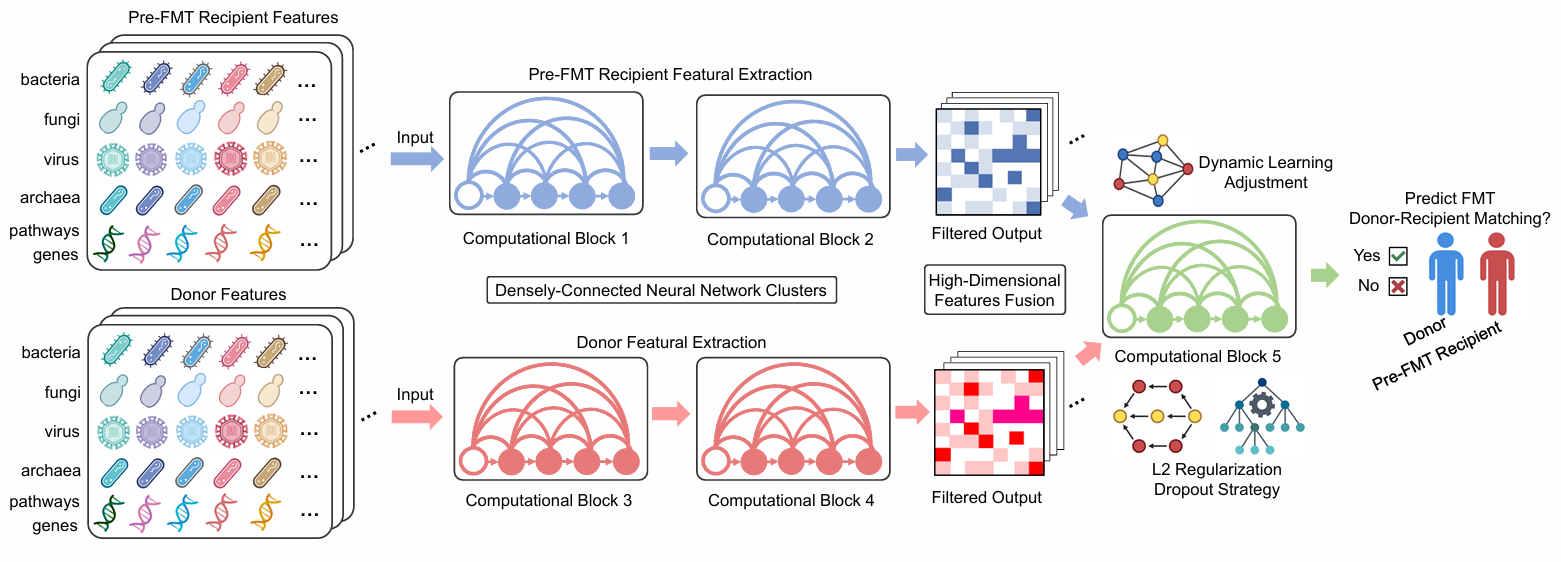 Pre-FMT Recipient Features
bacteria
...
fungi
...
virus
...
archaea
...
pathways
genes
...
...
Input
Pre-FMT Recipient Featural Extraction
Computational Block 1
Computational Block 2
Filtered Output
...
Dynamic Learning
Adjustment
Densely-Connected Neural Network Clusters
High-Dimensional
Features Fusion
Donor Features
bacteria
...
fungi
...
virus
...
archaea
...
pathways
genes
...
...
Input
Donor Featural Extraction
Computational Block 3
Computational Block 4
Filtered Output
...
Computational Block 5
L2 Regularization
Dropout Strategy
Predict FMT
Donor-Recipient Matching?
Yes
No
Donor
Pre-FMT Recipient